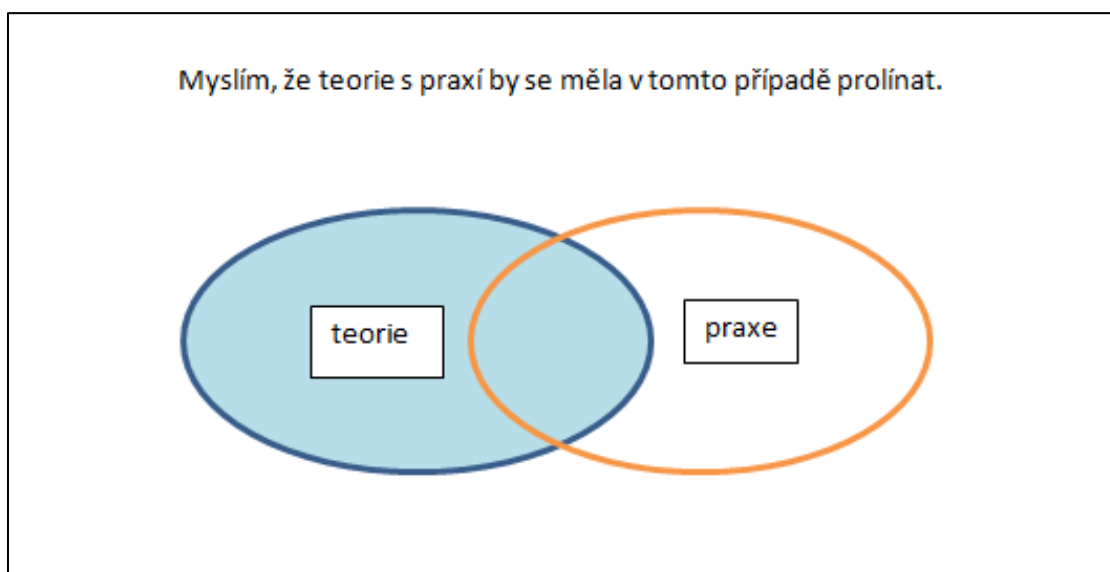 Myslím, že teorie s praxí by se měla v tomto případě prolínat.
teorie
praxe